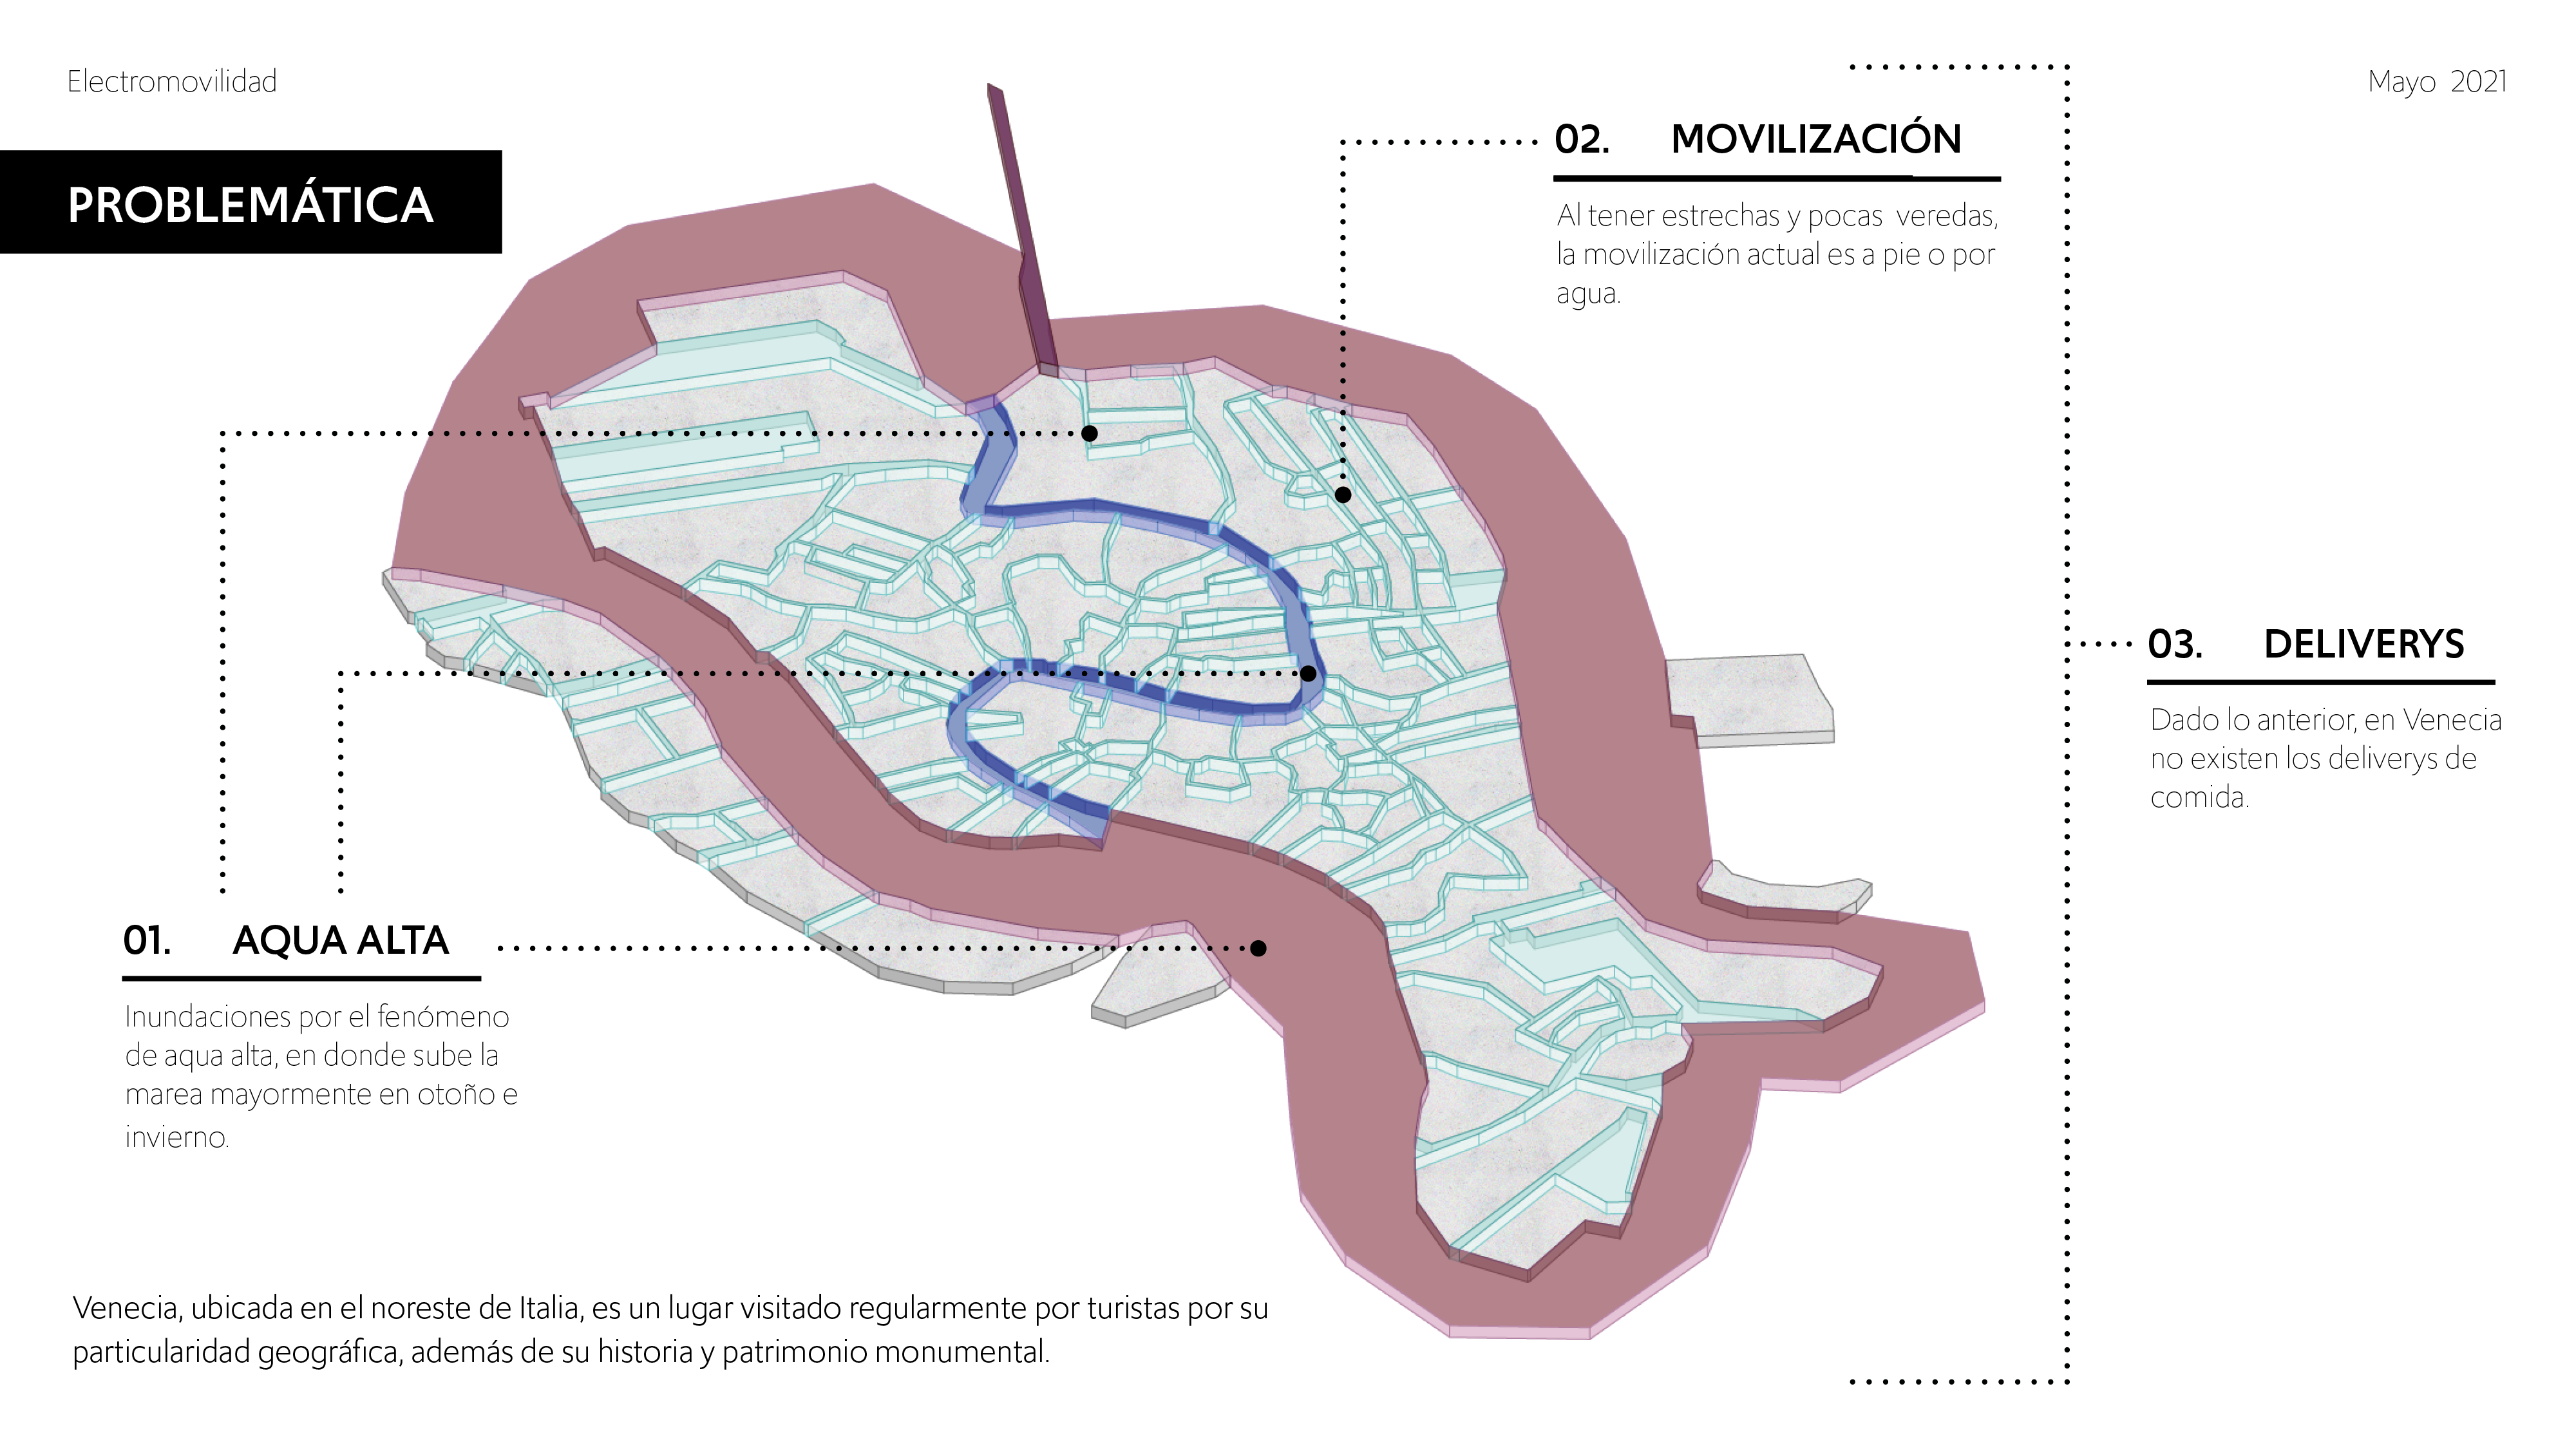 Electromovilidad
Mayo 2021
PROBLEMÁTICA
02. MOVILIZACIÓN
Al tener estrechas y pocas veredas,
la movilización actual es a pie o por
agua.
03. DELIVERYS
Dado lo anterior, en Venecia
no existen los deliverys de
comida.
01. AQUA ALTA
Inundaciones por el fenómeno
de aqua alta, en donde sube la
marea mayormente en otoño e
invierno.
Venecia, ubicada en el noreste de Italia, es un lugar visitado regularmente por turistas por su
particularidad geográfica, además de su historia y patrimonio monumental.